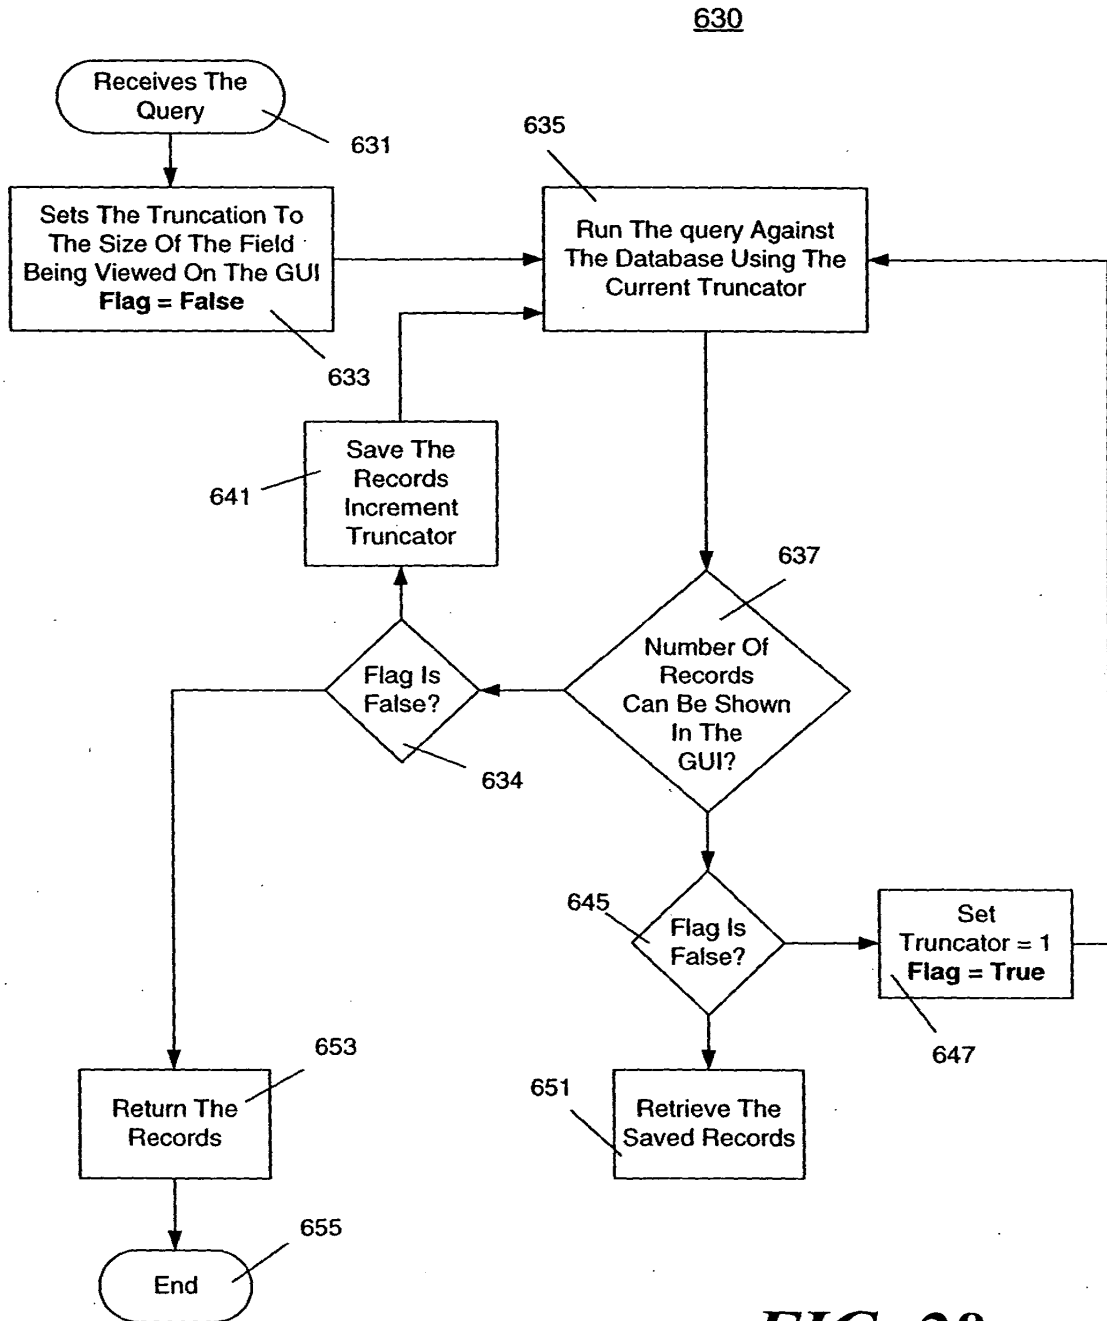 630
Receives The
Query
631
Sets The Truncation To
The Size Of The Field
Being Viewed On The GUI
Flag = False
633
635
Run The query Against
The Database Using The
Current Truncator
Save The
Records
Increment
Truncator
641
637
Number Of
Records
Can Be Shown
In The
GUI?
Flag Is
False?
634
645
Flag Is
False?
Set
Truncator = 1
Flag = True
647
653
Return The
Records
651
Retrieve The
Saved Records
655
End